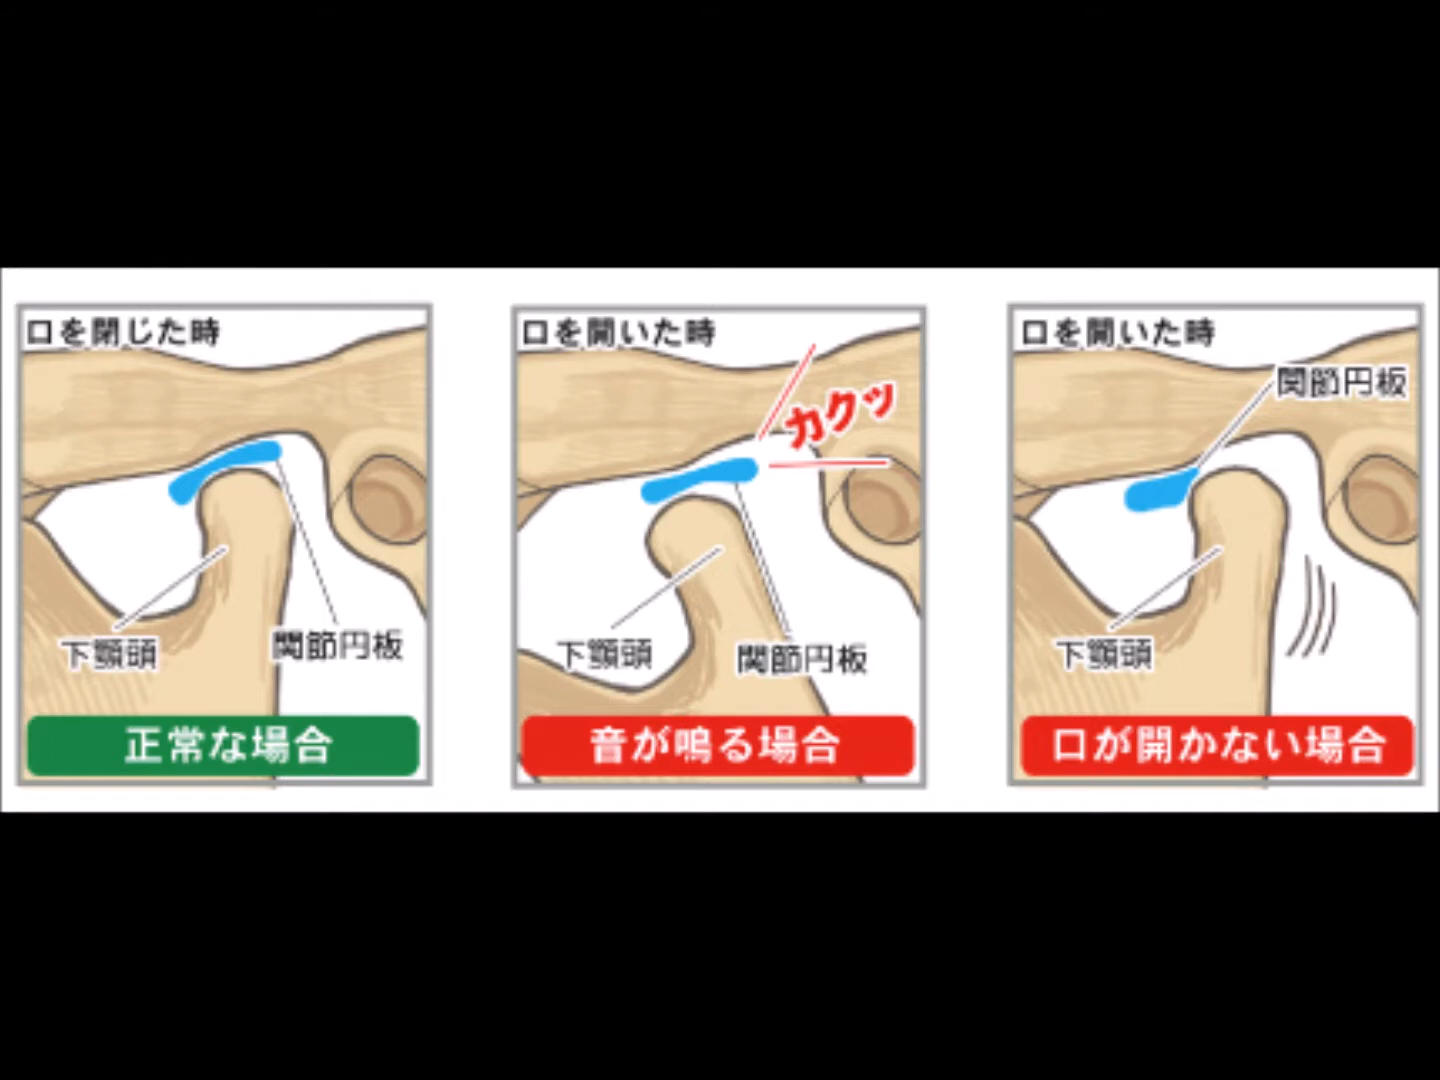 口を閉じた時
下顎頭
関節円板
正常な場合
口を開いた時
カクッ
下顎頭
関節円板
音が鳴る場合
口を開いた時
関節円板
下顎頭
口が開かない場合